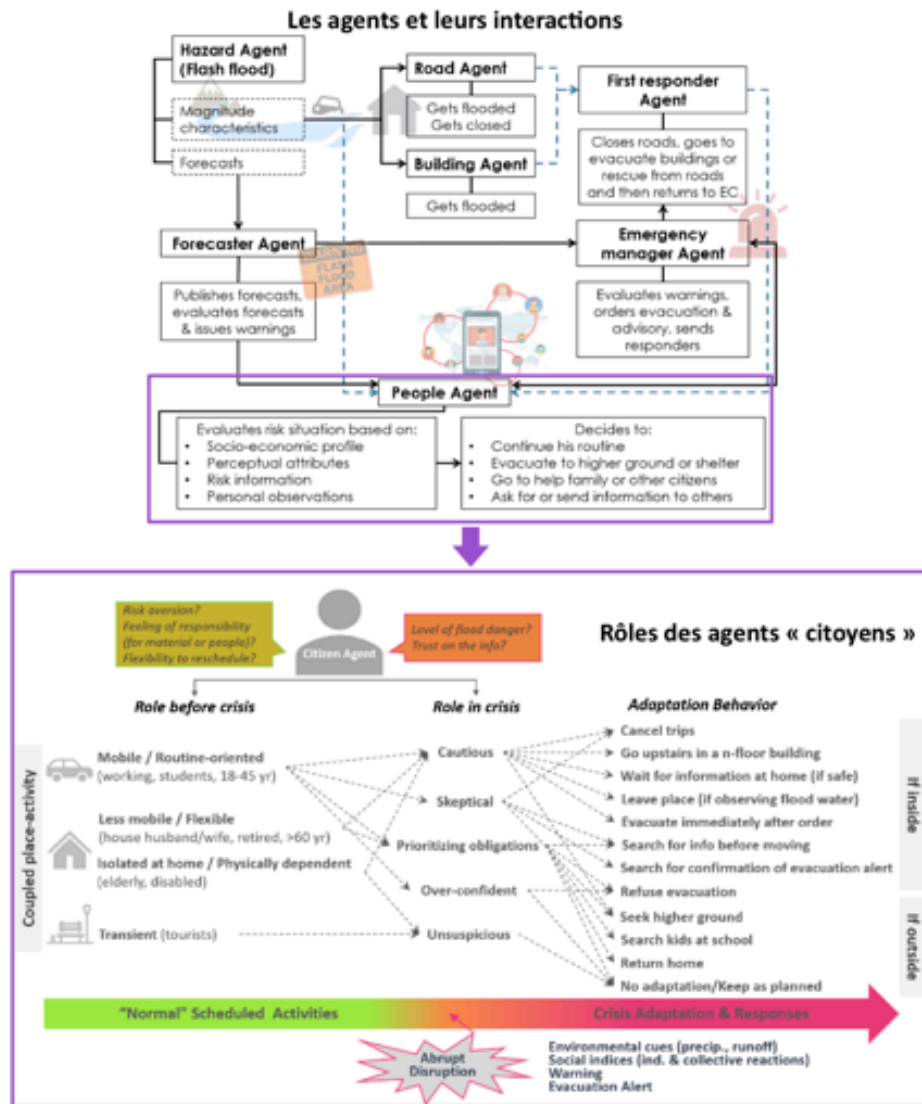 Les agents et leurs interactions
Hazard Agent
(Flash flood)
Magnitude
characteristics
Forecasts
Road Agent
Gets flooded
Gets closed
Building Agent
Gets flooded
First responder
Agent
Closes roads, goes to
evacuate buildings or
rescue from roads
and then returns to EC
Forecaster Agent
WARNING
FLASH
FLOOD
AREA
Publishes forecasts,
evaluates forecasts
& issues warnings
Emergency
manager Agent
Evaluates warnings,
orders evacuation &
advisory, sends
responders
People Agent
Evaluates risk situation based on:
• Socio-economic profile
• Perceptual attributes
• Risk information
• Personal observations
Decides to:
• Continue his routine
• Evacuate to higher ground or shelter
• Go to help family or other citizens
• Ask for or send information to others
Risk aversion?
Feeling of responsibility
(for material or people)?
Flexibility to reschedule?
Citizen Agent
Level of flood danger?
Trust on the info?
Rôles des agents « citoyens »
Role before crisis
Role in crisis
Adaptation Behavior
Coupled place-activity
Mobile / Routine-oriented
(working, students, 18-45 yr)
Less mobile / Flexible
(house husband/wife, retired, >60 yr)
Isolated at home / Physically dependent
(elderly, disabled)
Transient (tourists)
Cautious
Skeptical
Prioritizing obligations
Over-confident
Unsuspicious
Cancel trips
Go upstairs in a n-floor building
Wait for information at home (if safe)
Leave place (if observing flood water)
Evacuate immediately after order
Search for info before moving
Search for confirmation of evacuation alert
Refuse evacuation
Seek higher ground
Search kids at school
Return home
No adaptation/Keep as planned
If inside
If outside
"Normal" Scheduled Activities
Crisis Adaptation & Responses
Abrupt
Disruption
Environmental cues (precip., runoff)
Social indices (ind. & collective reactions)
Warning
Evacuation Alert